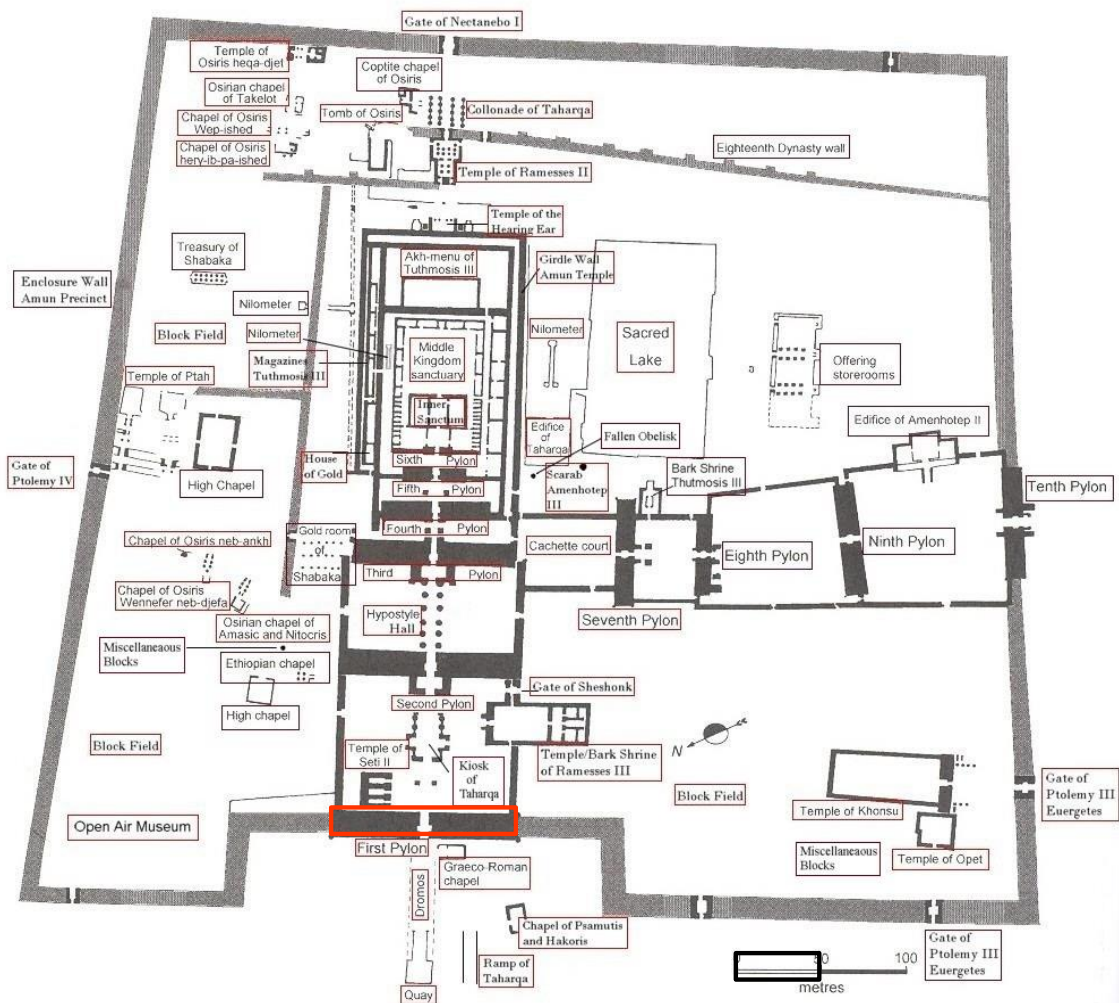 Gate of Nectanebo I
Temple of
Osiris heqa-djet
Coptite chapel
of Osiris
Osirian chapel
of Takelot
Collonade of Taharqa
Tomb of Osiris
Chapel of Osiris
Wep-ished
Chapel of Osiris
hery-ib-pa-ished
Eighteenth Dynasty wall
Temple of Ramesses II
Temple of the
Hearing Ear
Treasury of
Shabaka
Akh-menu of
Tuthmosis III
Girdle Wall
Amun Temple
Enclosure Wall
Amun Precinct
Nilometer
Block Field
Nilometer
Nilometer
Sacred
Lake
Middle
Kingdom
sanctuary
Magazines
Tuthmosis III
Offering
storerooms
Temple of Ptah
Inner
Sanctum
Edifice of Amenhotep II
Edifice
of
Taharqa
Fallen Obelisk
House
of Gold
Sixth Pylon
Gate of
Ptolemy IV
High Chapel
Scarab
Amenhotep
III
Bark Shrine
Thutmosis III
Fifth Pylon
Tenth Pylon
Fourth Pylon
Gold room
of
Shabaka
Chapel of Osiris neb-ankh
Cachette court
Eighth Pylon
Ninth Pylon
Third Pylon
Chapel of Osiris
Wennefer neb-djefa
Hypostyle
Hall
Seventh Pylon
Osirian chapel of
Amasic and Nitocris
Miscellaneaous
Blocks
Ethiopian chapel
Gate of Sheshonk
High chapel
Second Pylon
Block Field
Temple of
Seti II
Kiosk
of
Taharqa
Temple/Bark Shrine
of Ramesses III
N
Block Field
Gate of
Ptolemy III
Euergetes
Temple of Khonsu
Open Air Museum
First Pylon
Graeco-Roman
chapel
Miscellaneaous
Blocks
Temple of Opet
Dromos
Chapel of Psamutis
and Hakoris
Ramp of
Taharqa
Quay
Gate of
Ptolemy III
Euergetes
0 50 100
metres